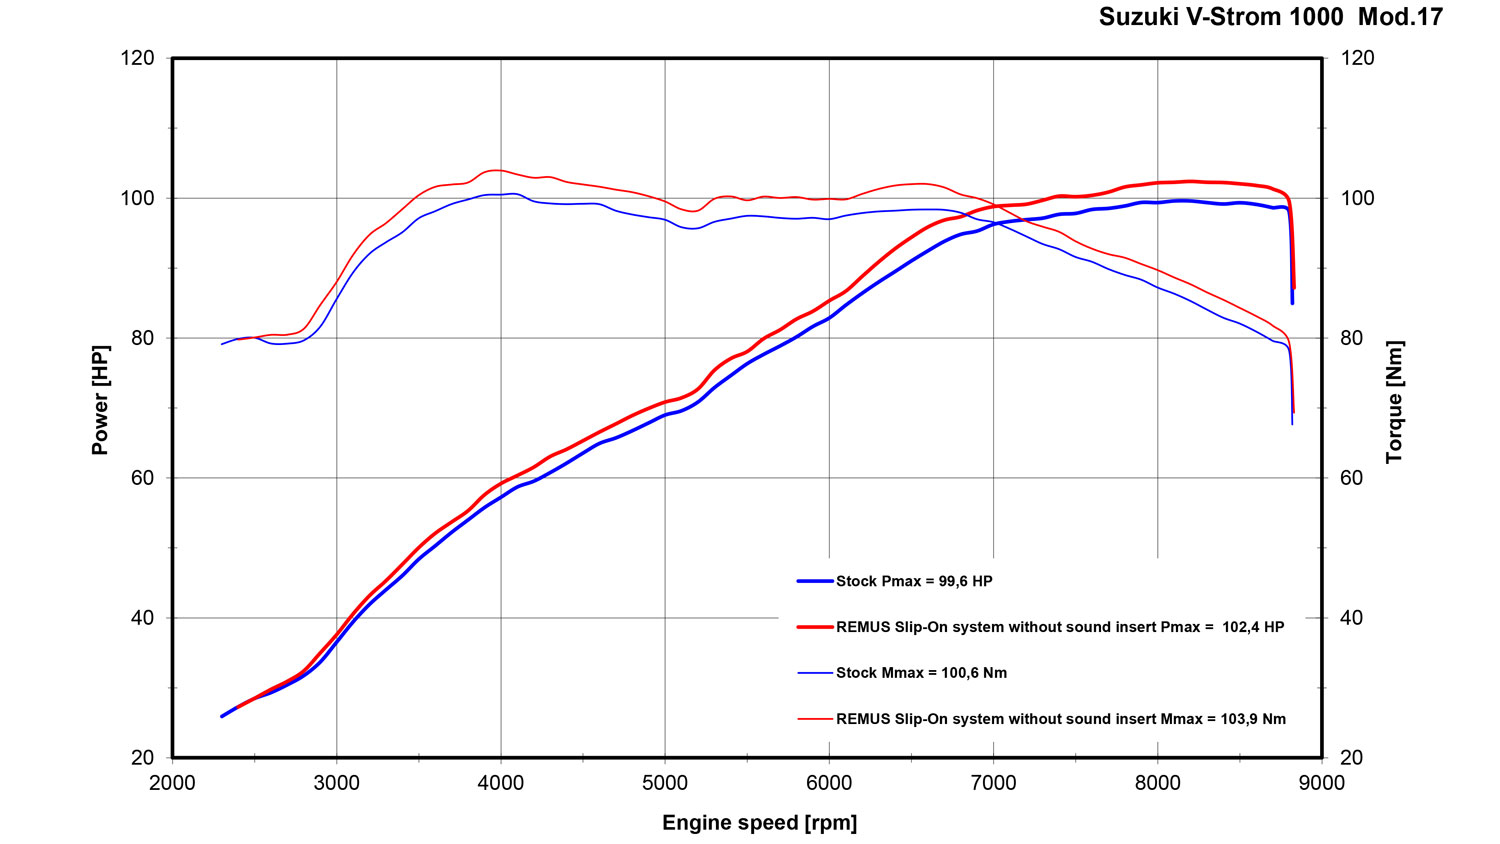 Suzuki V-Strom 1000  Mod.17
120
100
80
60
40
20
Power [HP]
120
100
80
60
40
20
Torque [Nm]
Stock Pmax = 99,6 HP
REMUS Slip-On system without sound insert Pmax =  102,4 HP
Stock Mmax = 100,6 Nm
REMUS Slip-On system without sound insert Mmax = 103,9 Nm
2000 3000 4000 5000 6000 7000 8000 9000
Engine speed [rpm]